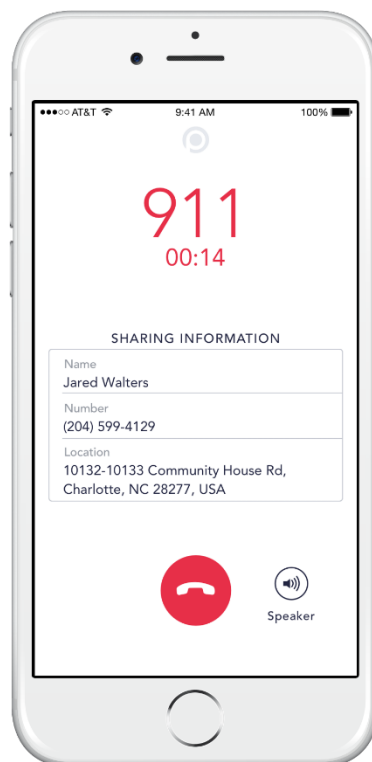 AT&T 9:41 AM 100%
911
00:14
SHARING INFORMATION
Name
Jared Walters
Number
(204) 599-4129
Location
10132-10133 Community House Rd,
Charlotte, NC 28277, USA
Speaker